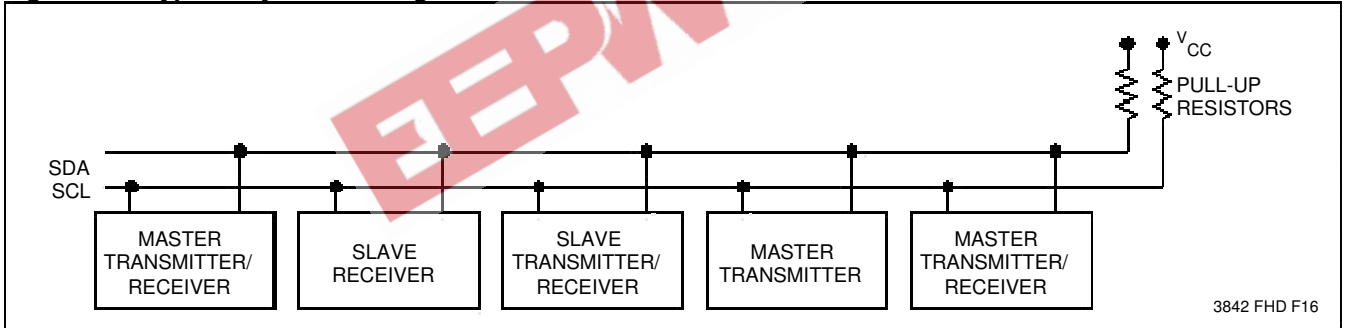 V
CC
PULL-UP
RESISTORS
SDA
SCL
MASTER
TRANSMITTER/
RECEIVER
SLAVE
RECEIVER
SLAVE
TRANSMITTER/
RECEIVER
MASTER
TRANSMITTER
MASTER
TRANSMITTER/
RECEIVER
3842 FHD F16